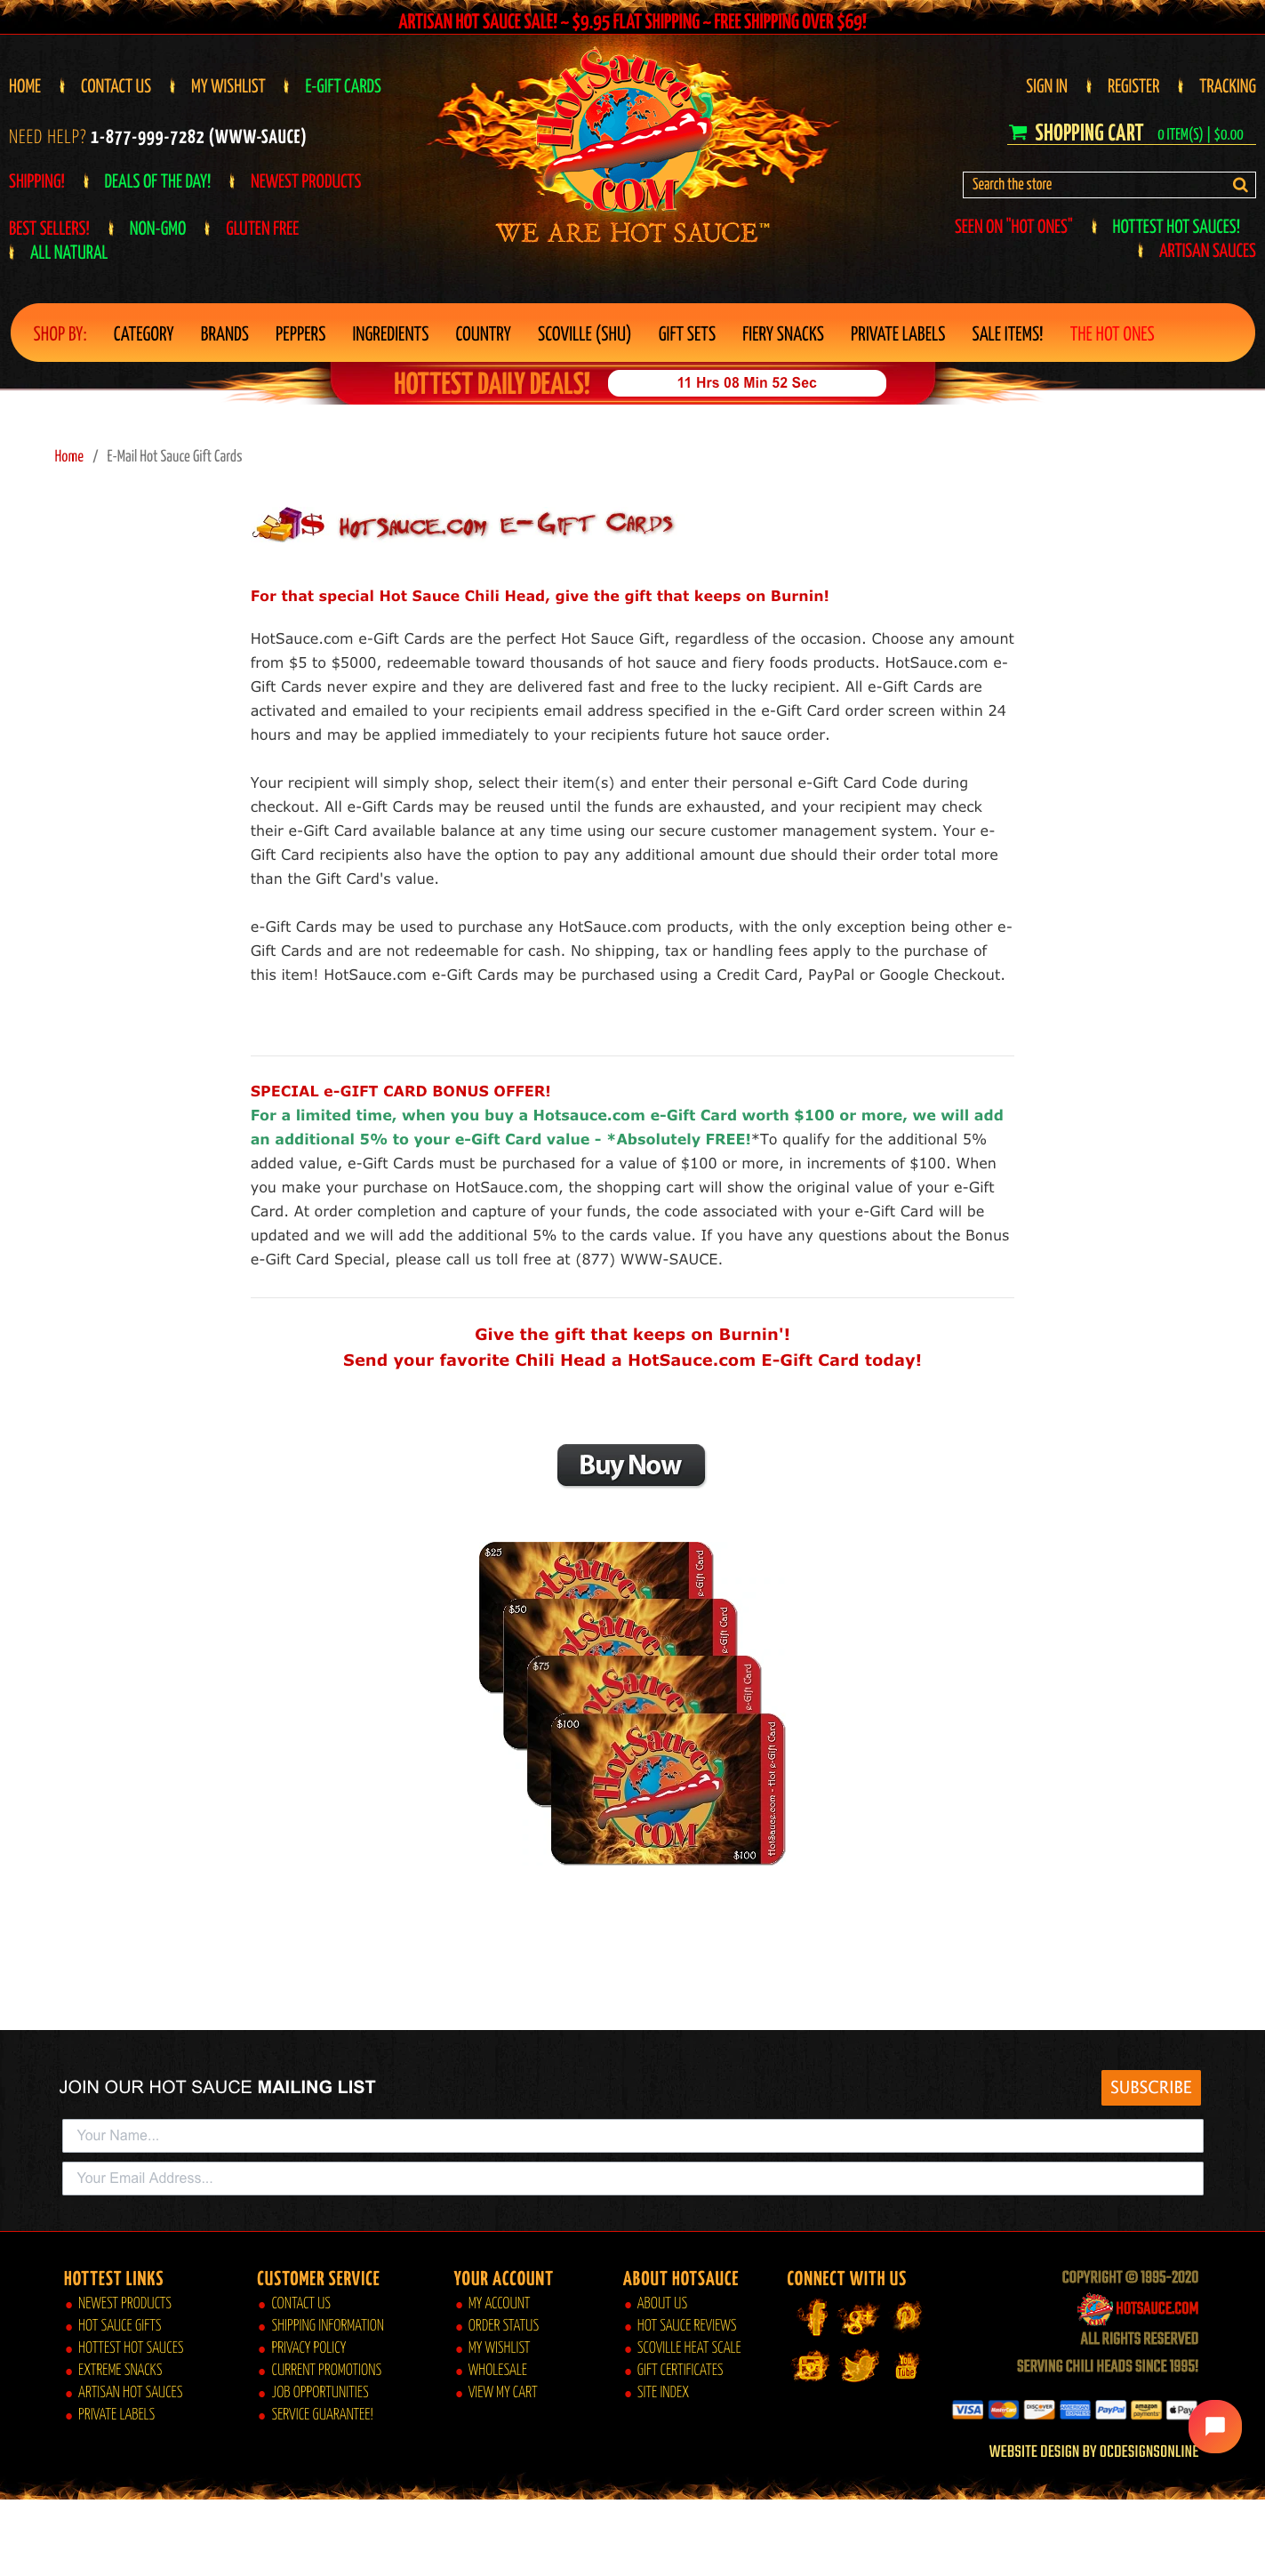 ARTISAN HOT SAUCE SALE! ~ $9.95 FLAT SHIPPING ~ FREE SHIPPING OVER $69!
HOME CONTACT US MY WISHLIST E-GIFT CARDS
NEED HELP? 1-877-999-7282 (WWW-SAUCE)
SHIPPING! DEALS OF THE DAY! NEWEST PRODUCTS
BEST SELLERS! NON-GMO GLUTEN FREE
ALL NATURAL
HotSauce
.COM
WE ARE HOT SAUCE™
SIGN IN REGISTER TRACKING
SHOPPING CART 0 ITEM(S) | $0.00
Search the store
SEEN ON "HOT ONES" HOTTEST HOT SAUCES!
ARTISAN SAUCES
SHOP BY: CATEGORY BRANDS PEPPERS INGREDIENTS COUNTRY SCOVILLE (SHU) GIFT SETS FIERY SNACKS PRIVATE LABELS SALE ITEMS! THE HOT ONES
HOTTEST DAILY DEALS! 11 Hrs 08 Min 52 Sec
Home / E-Mail Hot Sauce Gift Cards
$ HotSauce.com e-Gift Cards
For that special Hot Sauce Chili Head, give the gift that keeps on Burnin!
HotSauce.com e-Gift Cards are the perfect Hot Sauce Gift, regardless of the occasion. Choose any amount
from $5 to $5000, redeemable toward thousands of hot sauce and fiery foods products. HotSauce.com e-
Gift Cards never expire and they are delivered fast and free to the lucky recipient. All e-Gift Cards are
activated and emailed to your recipients email address specified in the e-Gift Card order screen within 24
hours and may be applied immediately to your recipients future hot sauce order.
Your recipient will simply shop, select their item(s) and enter their personal e-Gift Card Code during
checkout. All e-Gift Cards may be reused until the funds are exhausted, and your recipient may check
their e-Gift Card available balance at any time using our secure customer management system. Your e-
Gift Card recipients also have the option to pay any additional amount due should their order total more
than the Gift Card's value.
e-Gift Cards may be used to purchase any HotSauce.com products, with the only exception being other e-
Gift Cards and are not redeemable for cash. No shipping, tax or handling fees apply to the purchase of
this item! HotSauce.com e-Gift Cards may be purchased using a Credit Card, PayPal or Google Checkout.
SPECIAL e-GIFT CARD BONUS OFFER!
For a limited time, when you buy a Hotsauce.com e-Gift Card worth $100 or more, we will add
an additional 5% to your e-Gift Card value - *Absolutely FREE!*To qualify for the additional 5%
added value, e-Gift Cards must be purchased for a value of $100 or more, in increments of $100. When
you make your purchase on HotSauce.com, the shopping cart will show the original value of your e-Gift
Card. At order completion and capture of your funds, the code associated with your e-Gift Card will be
updated and we will add the additional 5% to the cards value. If you have any questions about the Bonus
e-Gift Card Special, please call us toll free at (877) WWW-SAUCE.
Give the gift that keeps on Burnin'!
Send your favorite Chili Head a HotSauce.com E-Gift Card today!
Buy Now
$25 HotSauce e-Gift Card
$50 HotSauce e-Gift Card
$75 HotSauce e-Gift Card
$100 HotSauce .COM $100
HotSauce.com - Hot e-Gift Card
JOIN OUR HOT SAUCE MAILING LIST
SUBSCRIBE
Your Name...
Your Email Address...
HOTTEST LINKS
NEWEST PRODUCTS
HOT SAUCE GIFTS
HOTTEST HOT SAUCES
EXTREME SNACKS
ARTISAN HOT SAUCES
PRIVATE LABELS
CUSTOMER SERVICE
CONTACT US
SHIPPING INFORMATION
PRIVACY POLICY
CURRENT PROMOTIONS
JOB OPPORTUNITIES
SERVICE GUARANTEE!
YOUR ACCOUNT
MY ACCOUNT
ORDER STATUS
MY WISHLIST
WHOLESALE
VIEW MY CART
ABOUT HOTSAUCE
ABOUT US
HOT SAUCE REVIEWS
SCOVILLE HEAT SCALE
GIFT CERTIFICATES
SITE INDEX
CONNECT WITH US
You Tube
COPYRIGHT © 1995-2020
HOTSAUCE.COM
ALL RIGHTS RESERVED
SERVING CHILI HEADS SINCE 1995!
VISA MasterCard DISCOVER AMERICAN EXPRESS PayPal amazon payments Pay
WEBSITE DESIGN BY OCDESIGNSONLINE